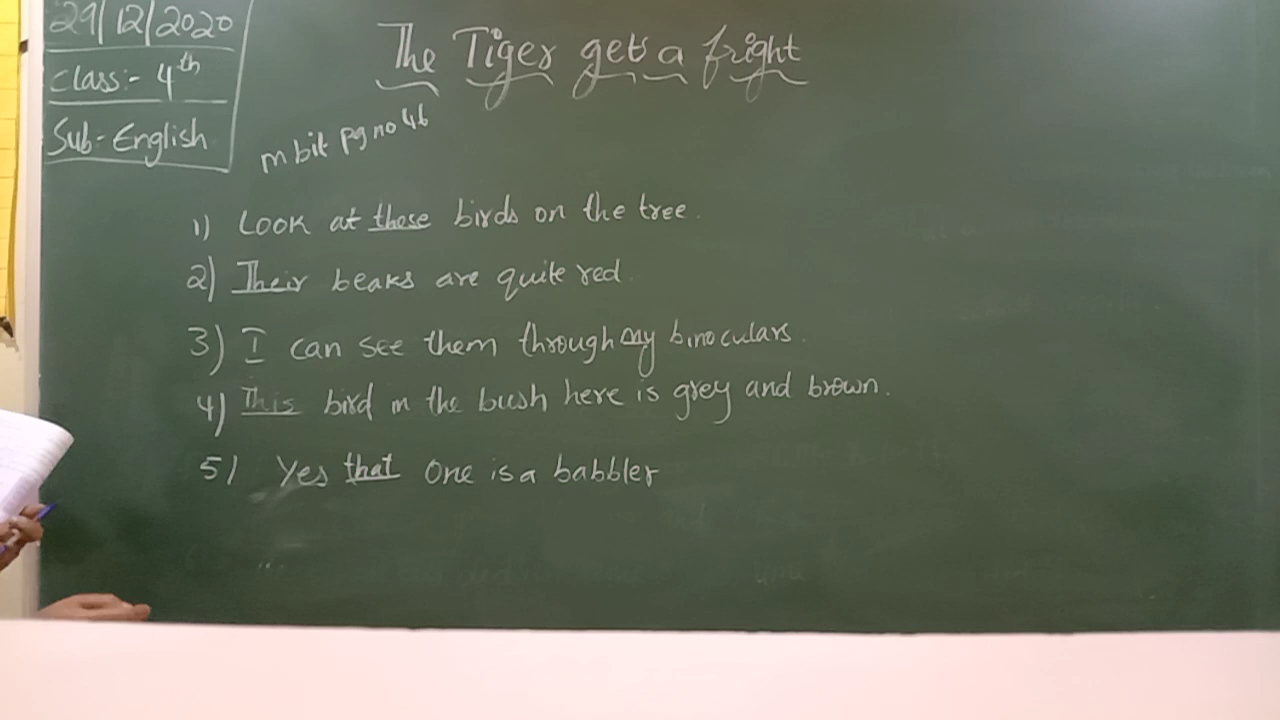 29/12/2020
Class:- 4th
Sub- English
The Tiger gets a fright
m bit pg no 46
1) Look at those birds on the tree.
2) Their beaks are quite red.
3) I can see them through my binoculars.
4) This bird in the bush here is grey and brown.
5) Yes that one is a babbler